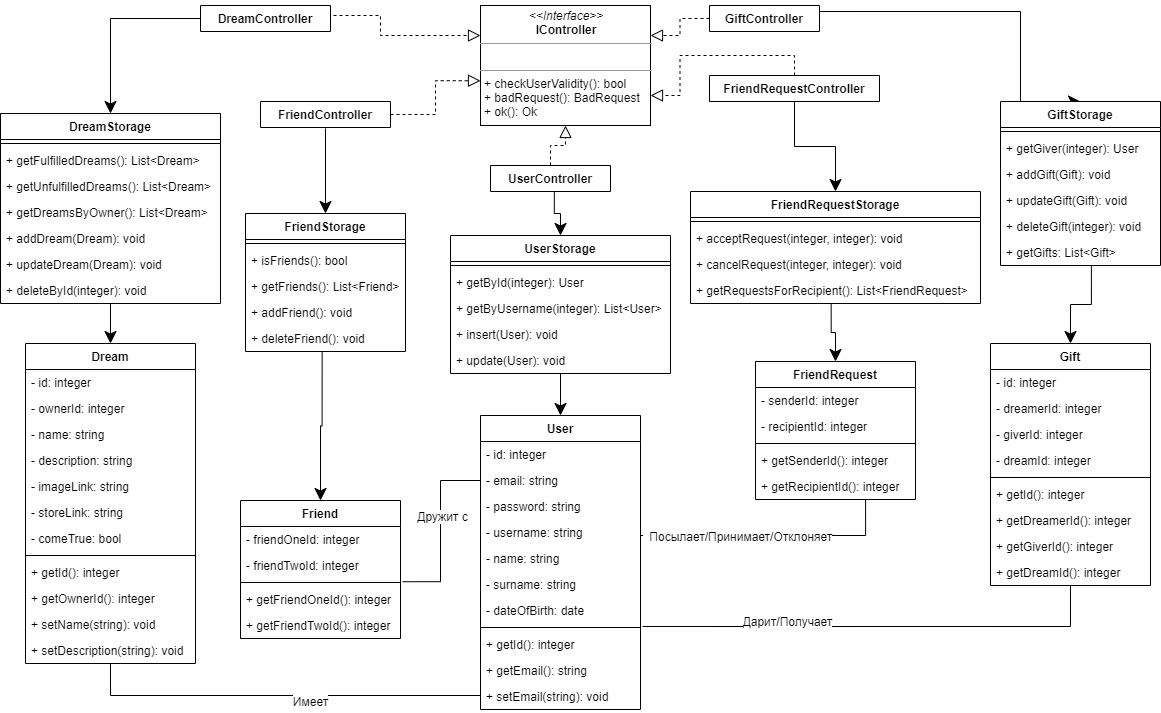 DreamController
<<Interface>>
IController
+ checkUserValidity(): bool
+ badRequest(): BadRequest
+ ok(): Ok
GiftController
FriendController
FriendRequestController
UserController
DreamStorage
+ getFulfilledDreams(): List<Dream>
+ getUnfulfilledDreams(): List<Dream>
+ getDreamsByOwner(): List<Dream>
+ addDream(Dream): void
+ updateDream(Dream): void
+ deleteById(integer): void
FriendStorage
+ isFriends(): bool
+ getFriends(): List<Friend>
+ addFriend(): void
+ deleteFriend(): void
UserStorage
+ getById(integer): User
+ getByUsername(integer): List<User>
+ insert(User): void
+ update(User): void
FriendRequestStorage
+ acceptRequest(integer, integer): void
+ cancelRequest(integer, integer): void
+ getRequestsForRecipient(): List<FriendRequest>
GiftStorage
+ getGiver(integer): User
+ addGift(Gift): void
+ updateGift(Gift): void
+ deleteGift(integer): void
+ getGifts: List<Gift>
Dream
- id: integer
- ownerId: integer
- name: string
- description: string
- imageLink: string
- storeLink: string
- comeTrue: bool
+ getId(): integer
+ getOwnerId(): integer
+ setName(string): void
+ setDescription(string): void
Friend
- friendOneId: integer
- friendTwoId: integer
+ getFriendOneId(): integer
+ getFriendTwoId(): integer
Дружит с
User
- id: integer
- email: string
- password: string
- username: string
- name: string
- surname: string
- dateOfBirth: date
+ getId(): integer
+ getEmail(): string
+ setEmail(string): void
FriendRequest
- senderId: integer
- recipientId: integer
+ getSenderId(): integer
+ getRecipientId(): integer
Посылает/Принимает/Отклоняет
Gift
- id: integer
- dreamerId: integer
- giverId: integer
- dreamId: integer
+ getId(): integer
+ getDreamerId(): integer
+ getGiverId(): integer
+ getDreamId(): integer
Дарит/Получает
Имеет